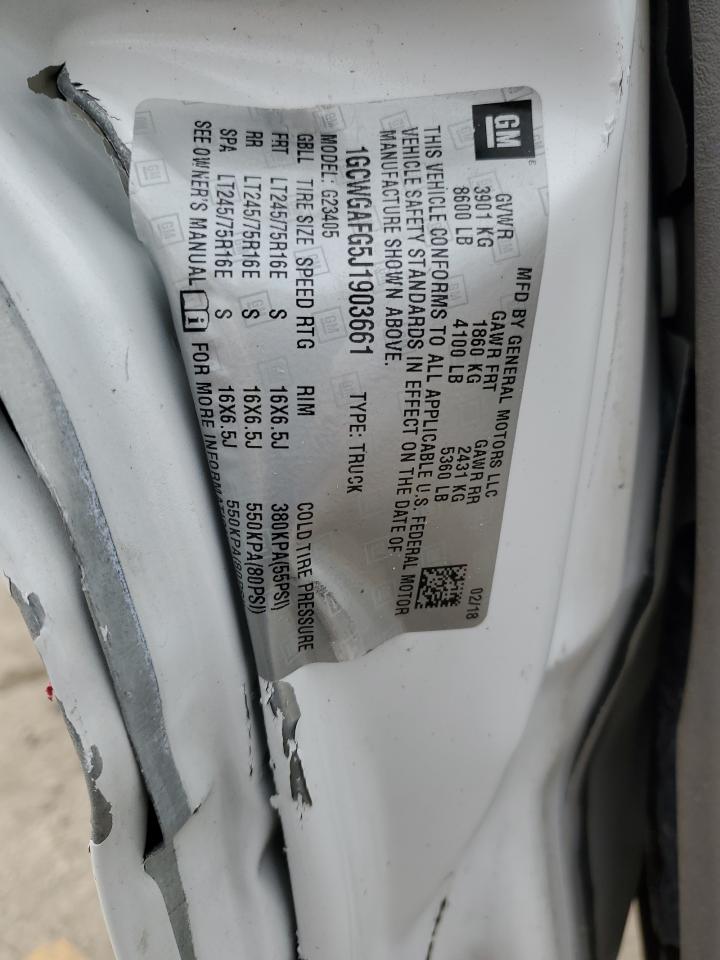 GM
MFD BY GENERAL MOTORS LLC
02/18
GVWR GAWR FRT GAWR RR
3901 KG 1860 KG 2431 KG
8600 LB 4100 LB 5360 LB
THIS VEHICLE CONFORMS TO ALL APPLICABLE U.S. FEDERAL MOTOR
VEHICLE SAFETY STANDARDS IN EFFECT ON THE DATE OF
MANUFACTURE SHOWN ABOVE.
1GCWGAFG5J1903661 TYPE: TRUCK
MODEL: G23405
GBLL TIRE SIZE SPEED RTG RIM COLD TIRE PRESSURE
FRT LT245/75R16E S 16X6.5J 380KPA(55PSI)
RR LT245/75R16E S 16X6.5J 550KPA(80PSI)
SPA LT245/75R16E S 16X6.5J 550KPA(80PSI)
SEE OWNER'S MANUAL FOR MORE